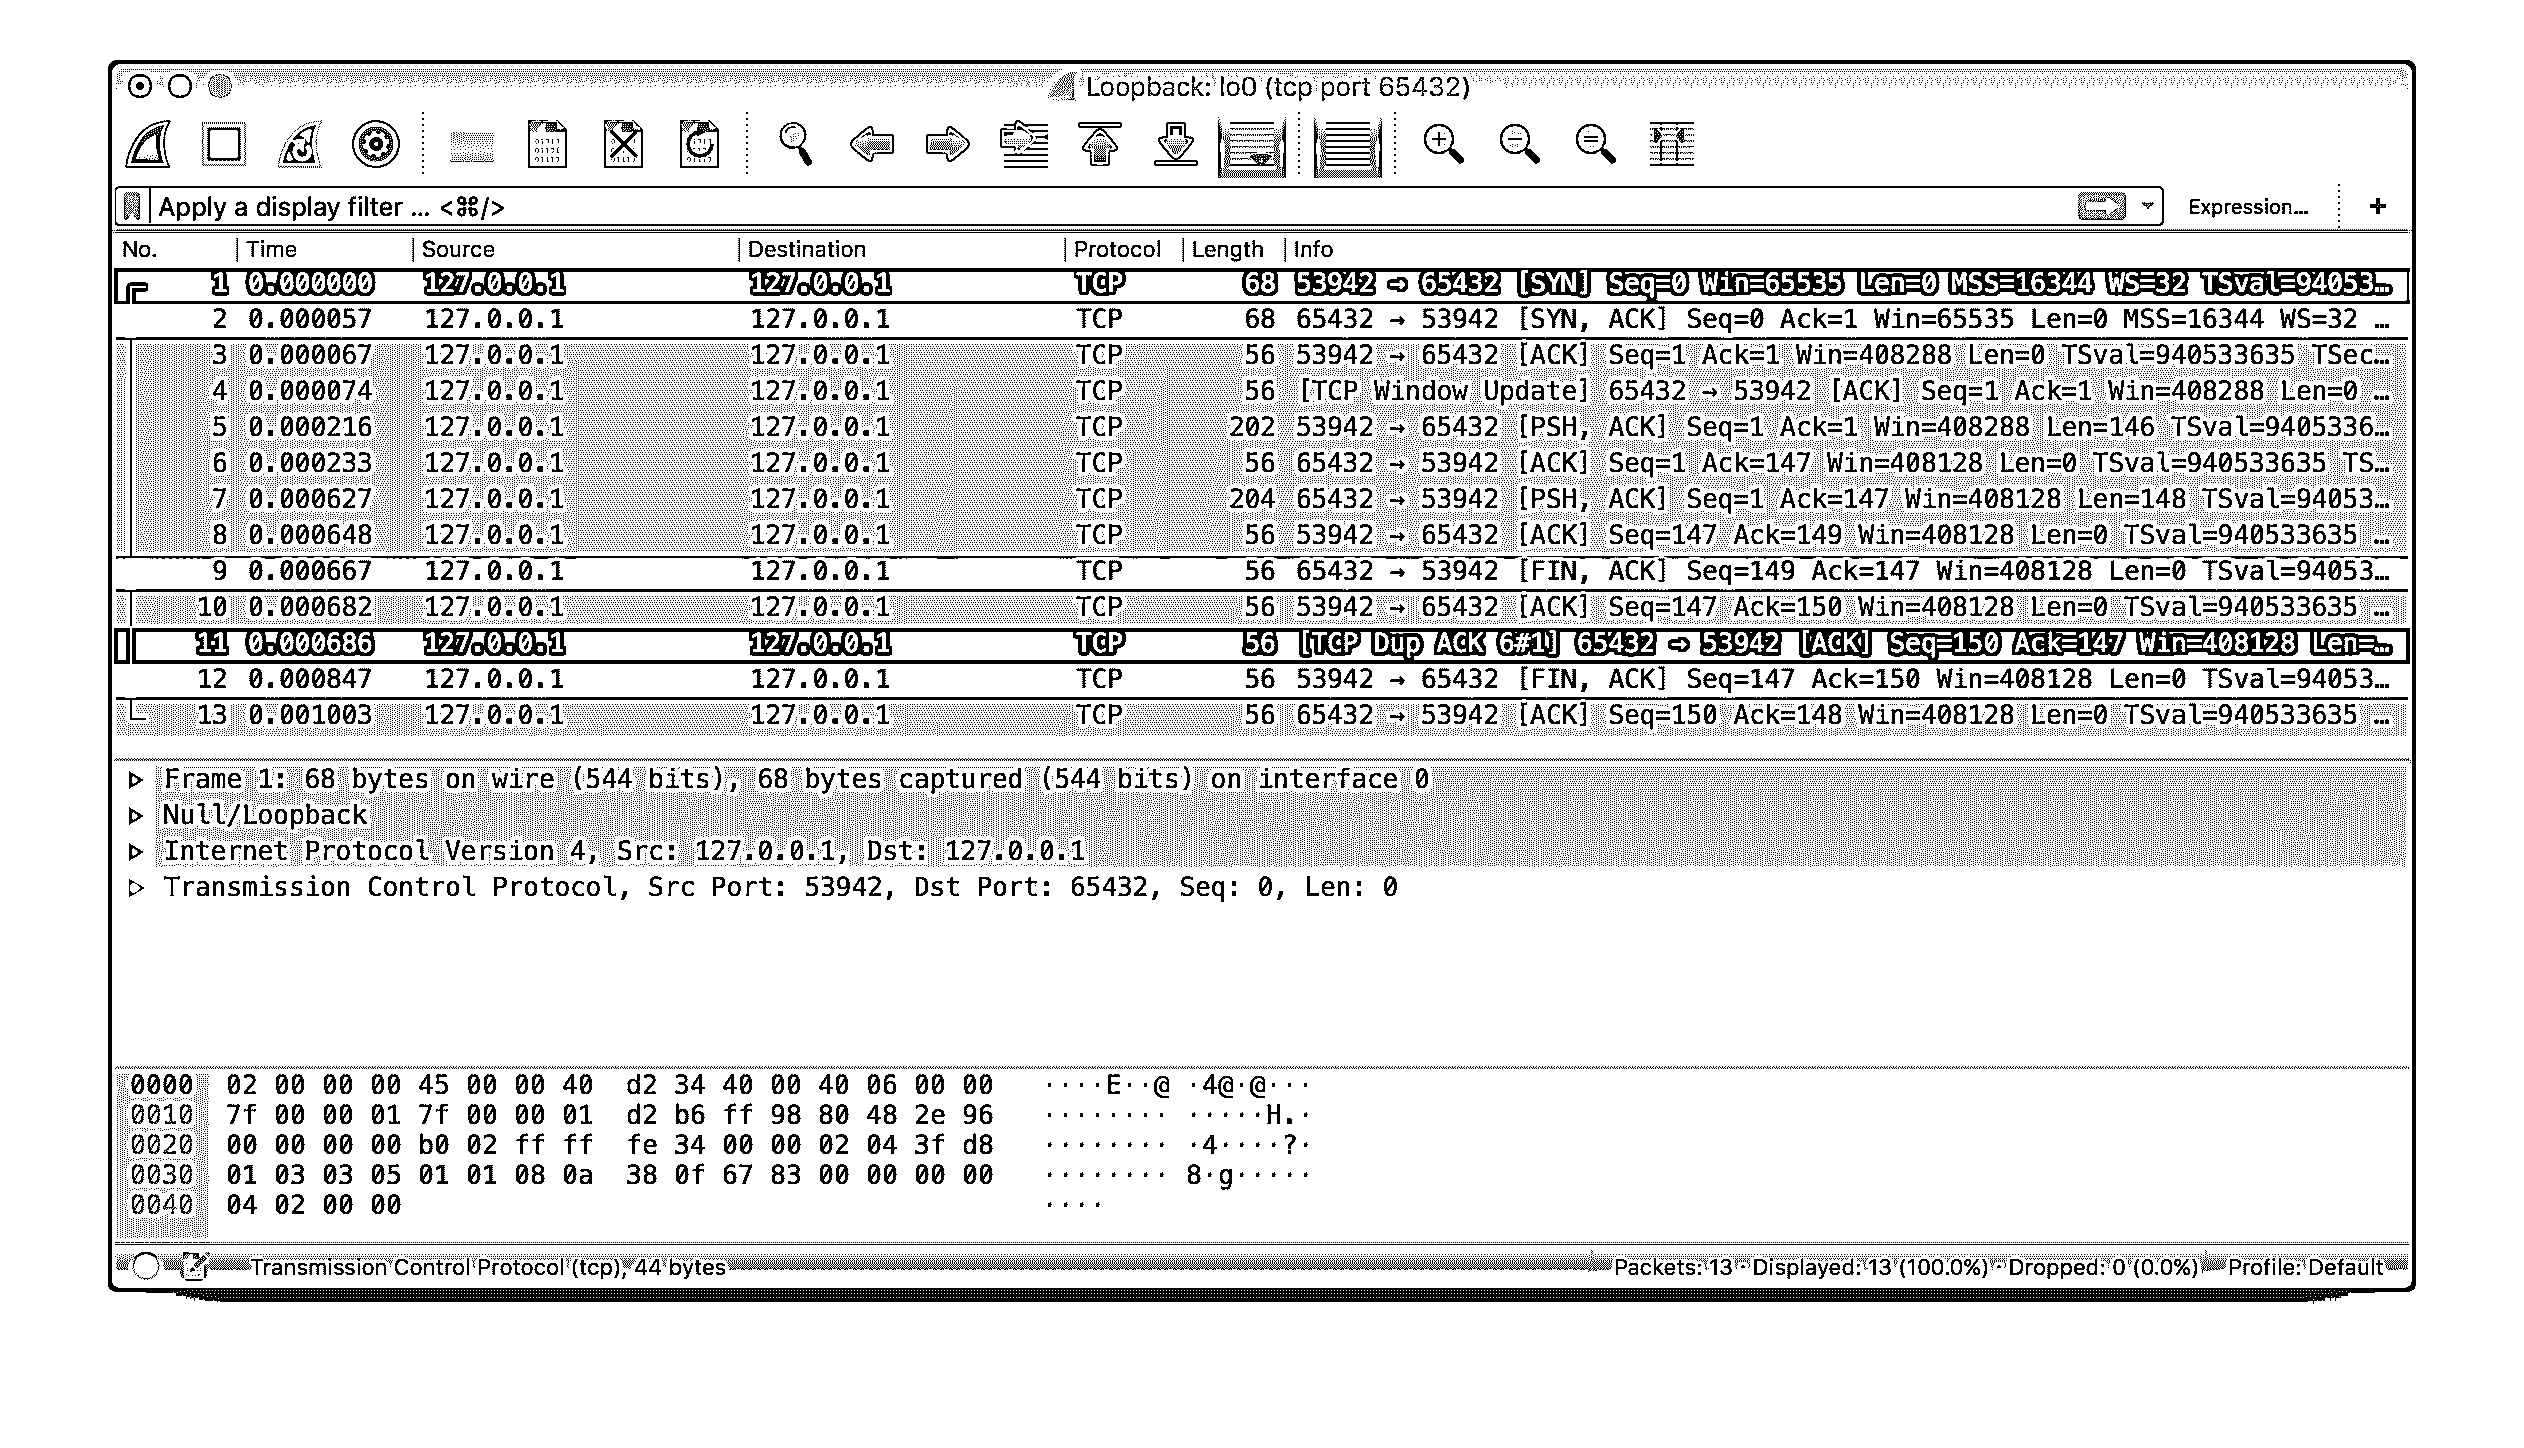 Loopback: lo0 (tcp port 65432)
Apply a display filter ... <⌘/> Expression... +
No. Time Source Destination Protocol Length Info
1 0.000000 127.0.0.1 127.0.0.1 TCP 68 53942 → 65432 [SYN] Seq=0 Win=65535 Len=0 MSS=16344 WS=32 TSval=94053…
2 0.000057 127.0.0.1 127.0.0.1 TCP 68 65432 → 53942 [SYN, ACK] Seq=0 Ack=1 Win=65535 Len=0 MSS=16344 WS=32 …
3 0.000067 127.0.0.1 127.0.0.1 TCP 56 53942 → 65432 [ACK] Seq=1 Ack=1 Win=408288 Len=0 TSval=940533635 TSec…
4 0.000074 127.0.0.1 127.0.0.1 TCP 56 [TCP Window Update] 65432 → 53942 [ACK] Seq=1 Ack=1 Win=408288 Len=0 …
5 0.000216 127.0.0.1 127.0.0.1 TCP 202 53942 → 65432 [PSH, ACK] Seq=1 Ack=1 Win=408288 Len=146 TSval=9405336…
6 0.000233 127.0.0.1 127.0.0.1 TCP 56 65432 → 53942 [ACK] Seq=1 Ack=147 Win=408128 Len=0 TSval=940533635 TS…
7 0.000627 127.0.0.1 127.0.0.1 TCP 204 65432 → 53942 [PSH, ACK] Seq=1 Ack=147 Win=408128 Len=148 TSval=94053…
8 0.000648 127.0.0.1 127.0.0.1 TCP 56 53942 → 65432 [ACK] Seq=147 Ack=149 Win=408128 Len=0 TSval=940533635 …
9 0.000667 127.0.0.1 127.0.0.1 TCP 56 65432 → 53942 [FIN, ACK] Seq=149 Ack=147 Win=408128 Len=0 TSval=94053…
10 0.000682 127.0.0.1 127.0.0.1 TCP 56 53942 → 65432 [ACK] Seq=147 Ack=150 Win=408128 Len=0 TSval=940533635 …
11 0.000686 127.0.0.1 127.0.0.1 TCP 56 [TCP Dup ACK 6#1] 65432 → 53942 [ACK] Seq=150 Ack=147 Win=408128 Len=…
12 0.000847 127.0.0.1 127.0.0.1 TCP 56 53942 → 65432 [FIN, ACK] Seq=147 Ack=150 Win=408128 Len=0 TSval=94053…
13 0.001003 127.0.0.1 127.0.0.1 TCP 56 65432 → 53942 [ACK] Seq=150 Ack=148 Win=408128 Len=0 TSval=940533635 …
Frame 1: 68 bytes on wire (544 bits), 68 bytes captured (544 bits) on interface 0
Null/Loopback
Internet Protocol Version 4, Src: 127.0.0.1, Dst: 127.0.0.1
Transmission Control Protocol, Src Port: 53942, Dst Port: 65432, Seq: 0, Len: 0
0000 02 00 00 00 45 00 00 40 d2 34 40 00 40 06 00 00 ····E··@ ·4@·@···
0010 7f 00 00 01 7f 00 00 01 d2 b6 ff 98 80 48 2e 96 ········ ·····H.·
0020 00 00 00 00 b0 02 ff ff fe 34 00 00 02 04 3f d8 ········ ·4····?·
0030 01 03 03 05 01 01 08 0a 38 0f 67 83 00 00 00 00 ········ 8·g·····
0040 04 02 00 00 ····
Transmission Control Protocol (tcp), 44 bytes Packets: 13 · Displayed: 13 (100.0%) · Dropped: 0 (0.0%) Profile: Default